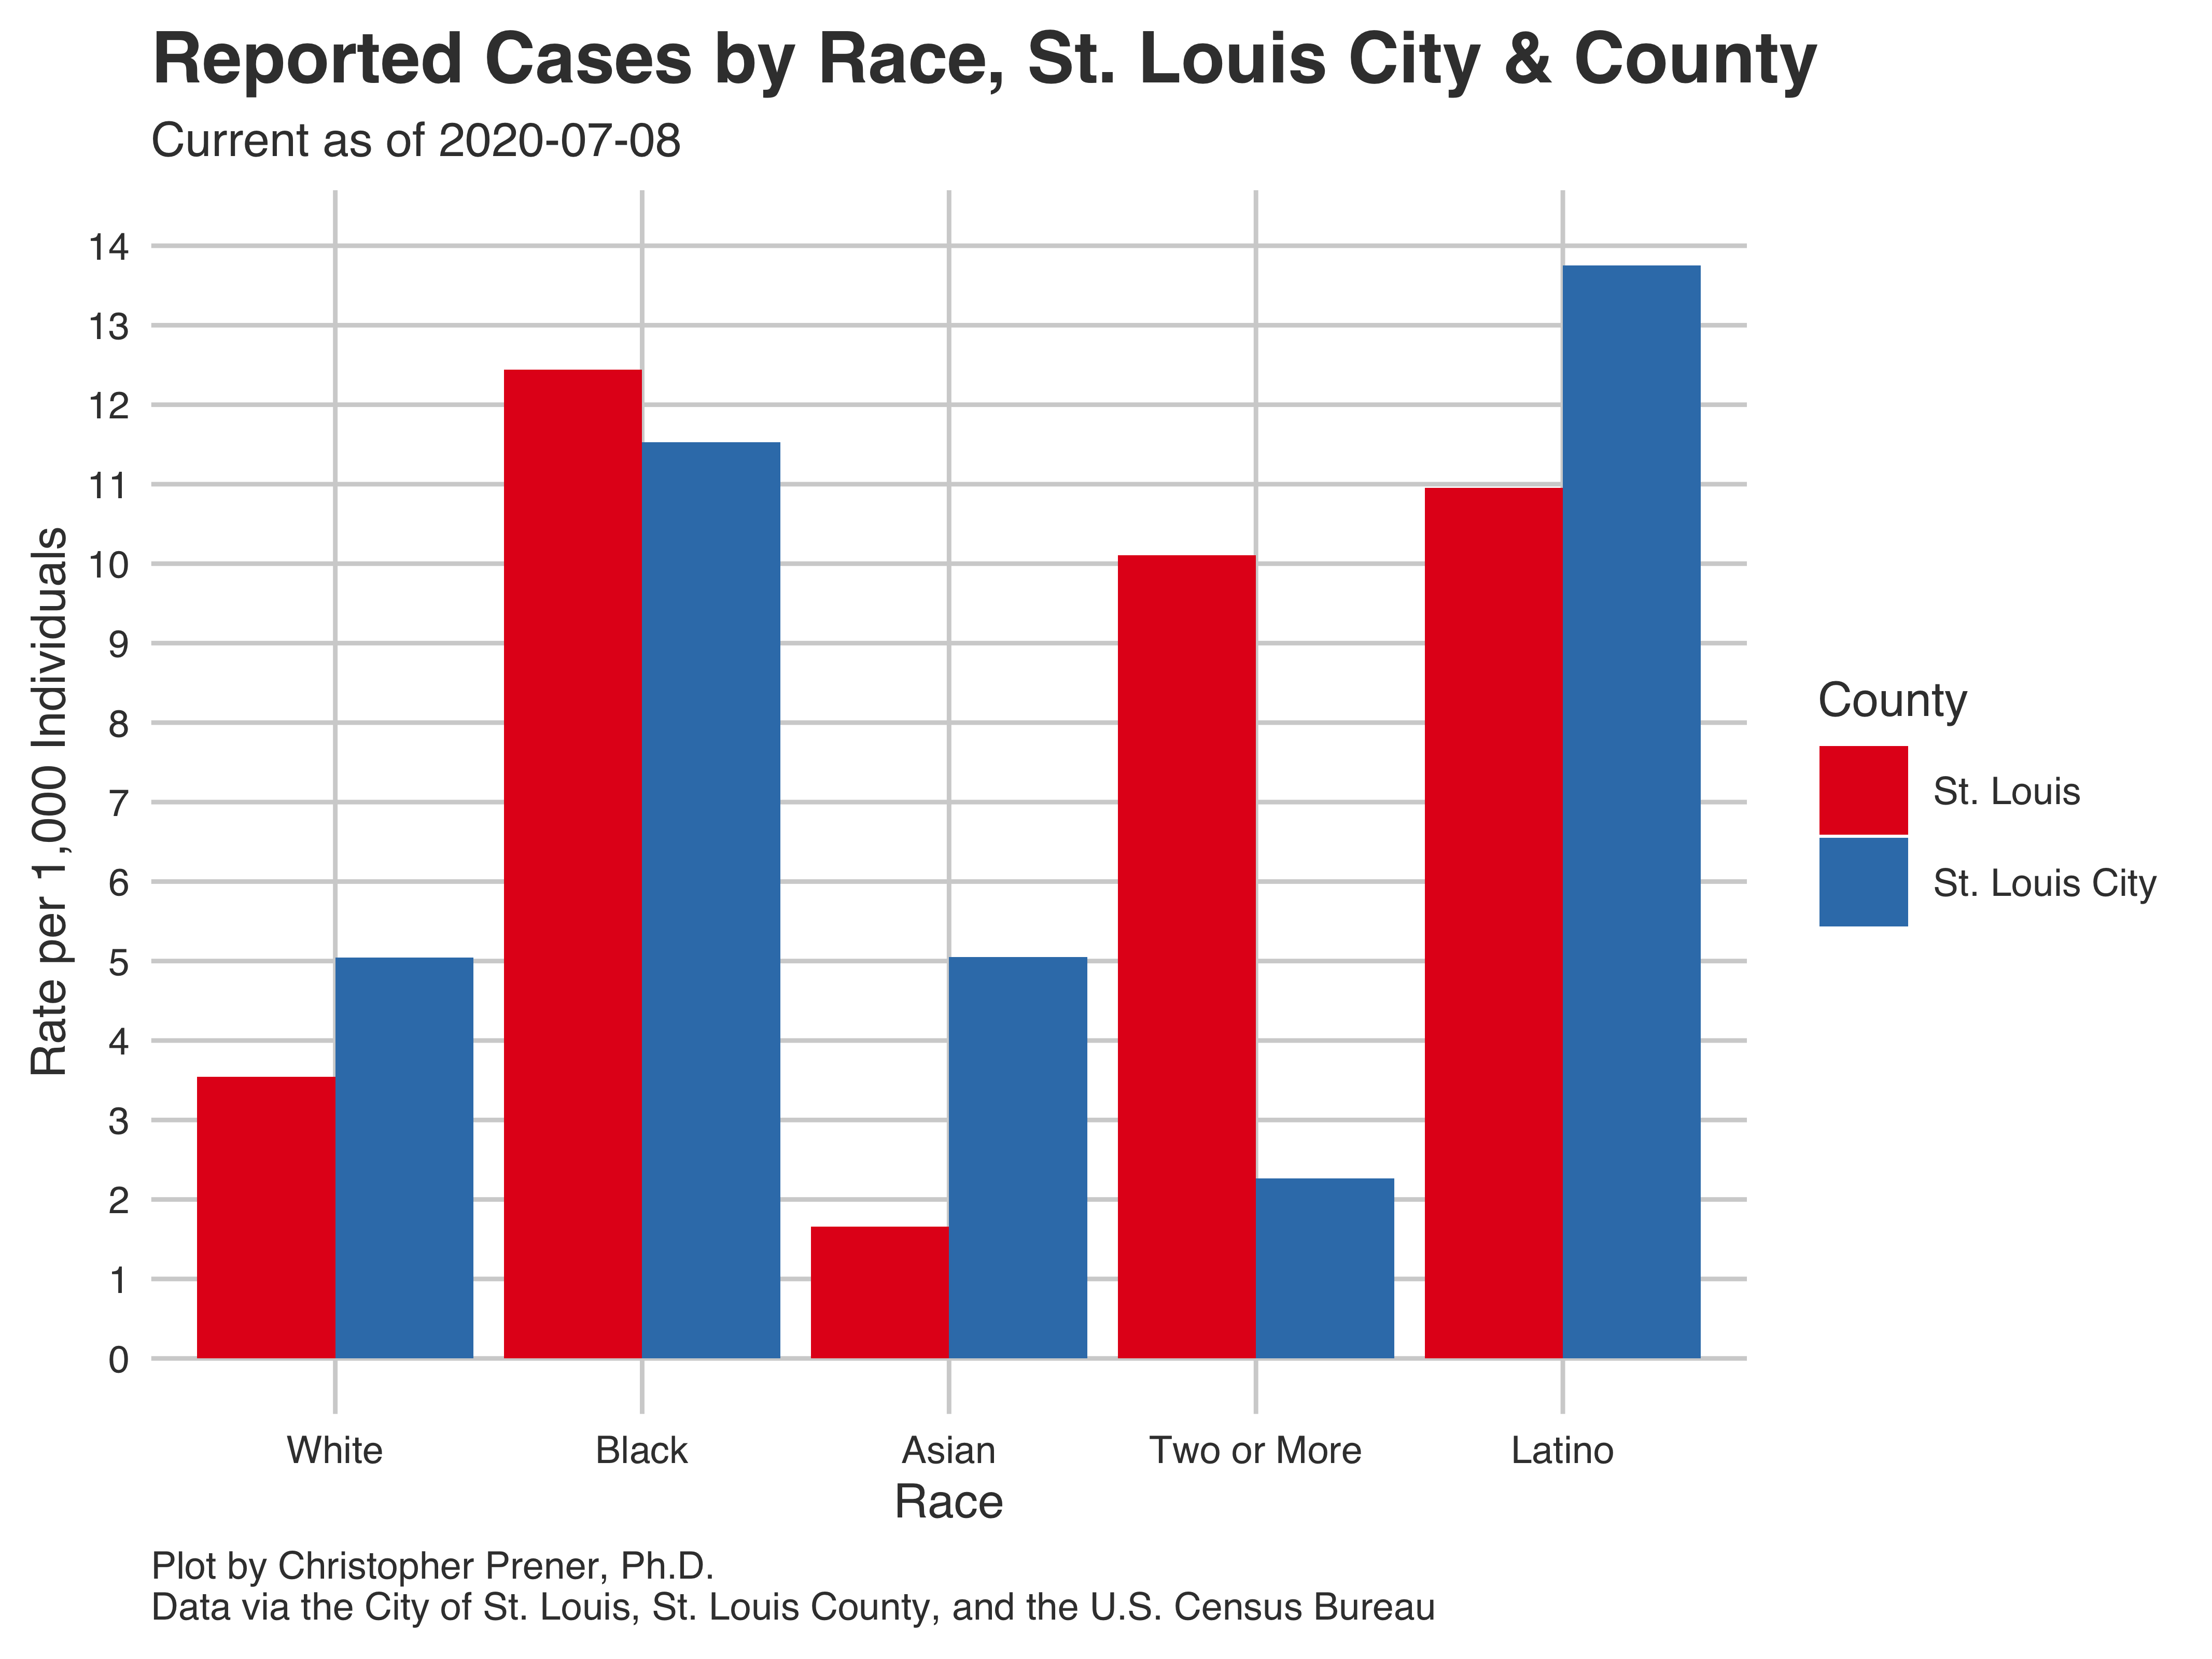 Reported Cases by Race, St. Louis City & County
Current as of 2020-07-08
Rate per 1,000 Individuals
14
13
12
11
10
9
8
7
6
5
4
3
2
1
0
White
Black
Asian
Two or More
Latino
Race
County
St. Louis
St. Louis City
Plot by Christopher Prener, Ph.D.
Data via the City of St. Louis, St. Louis County, and the U.S. Census Bureau